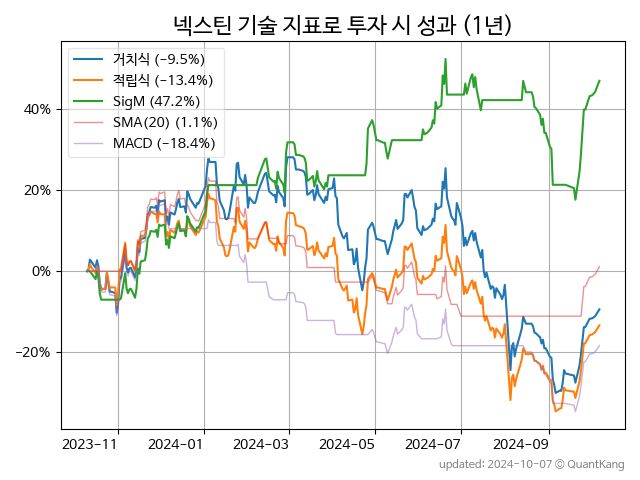 넥스틴 기술 지표로 투자 시 성과 (1년)
거치식 (−9.5%)
적립식 (−13.4%)
SigM (47.2%)
SMA(20) (1.1%)
MACD (−18.4%)
40%
20%
0%
−20%
2023-11 2024-01 2024-03 2024-05 2024-07 2024-09
updated: 2024-10-07 © QuantKang